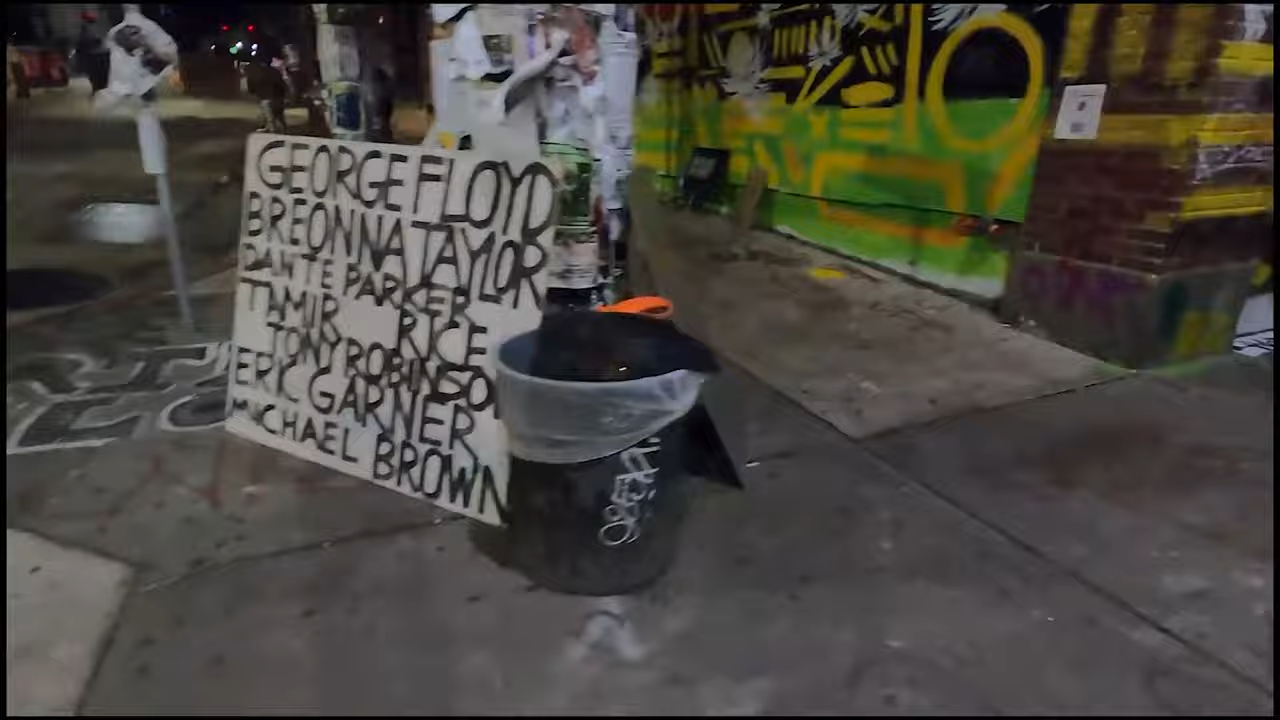 GEORGE FLOYD
BREONNA TAYLOR
DANTE PARKER
TAMIR RICE
TONY ROBINSON
ERIC GARNER
MICHAEL BROWN